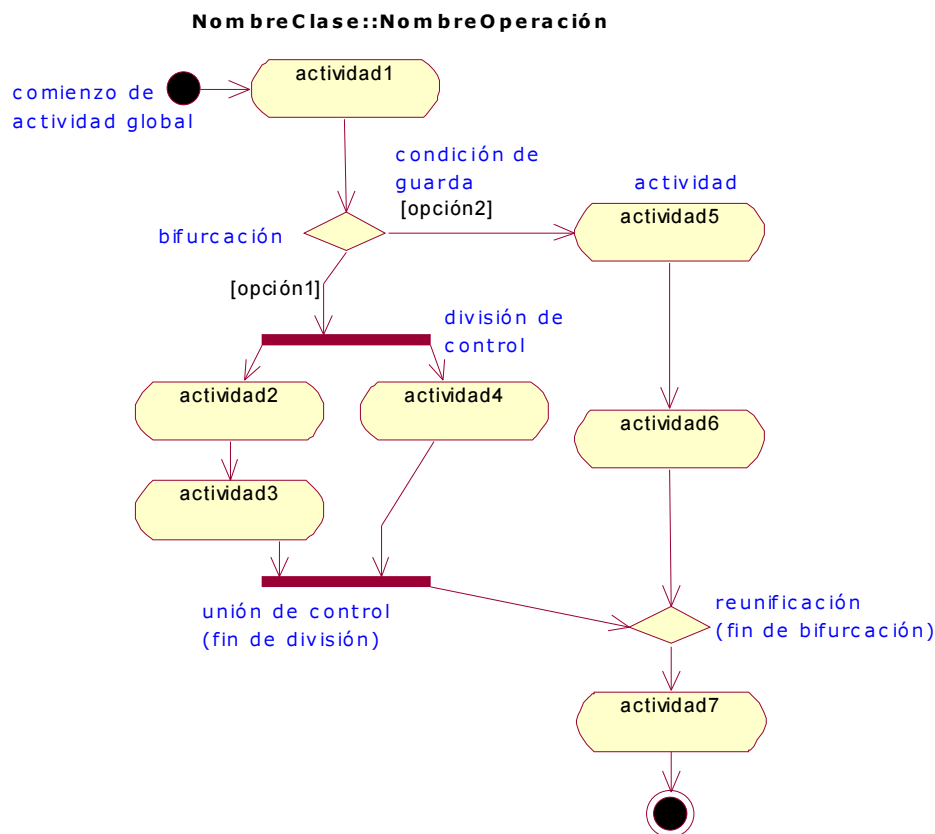 NombreClase::NombreOperación
actividad1
comienzo de
actividad global
condición de
guarda
[opción2]
actividad
actividad5
bifurcación
[opción1]
división de
control
actividad2
actividad4
actividad6
actividad3
unión de control
(fin de división)
reunificación
(fin de bifurcación)
actividad7